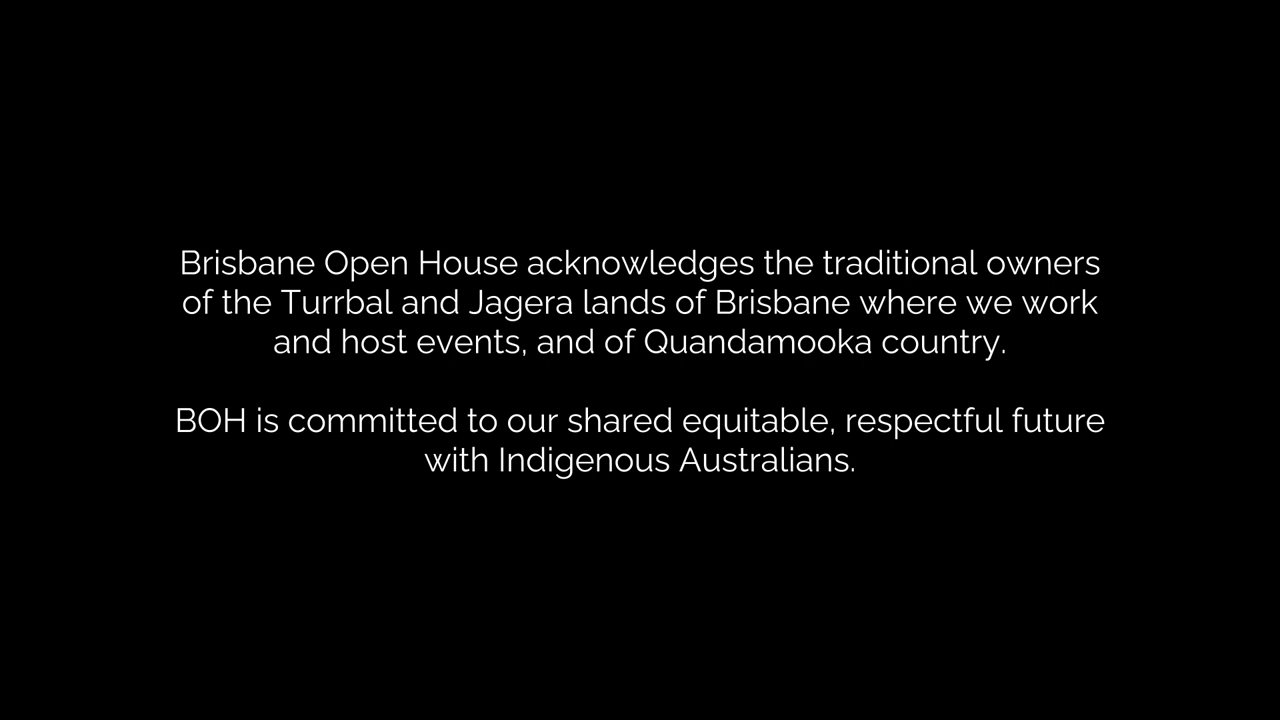 Brisbane Open House acknowledges the traditional owners
of the Turrbal and Jagera lands of Brisbane where we work
and host events, and of Quandamooka country.
BOH is committed to our shared equitable, respectful future
with Indigenous Australians.